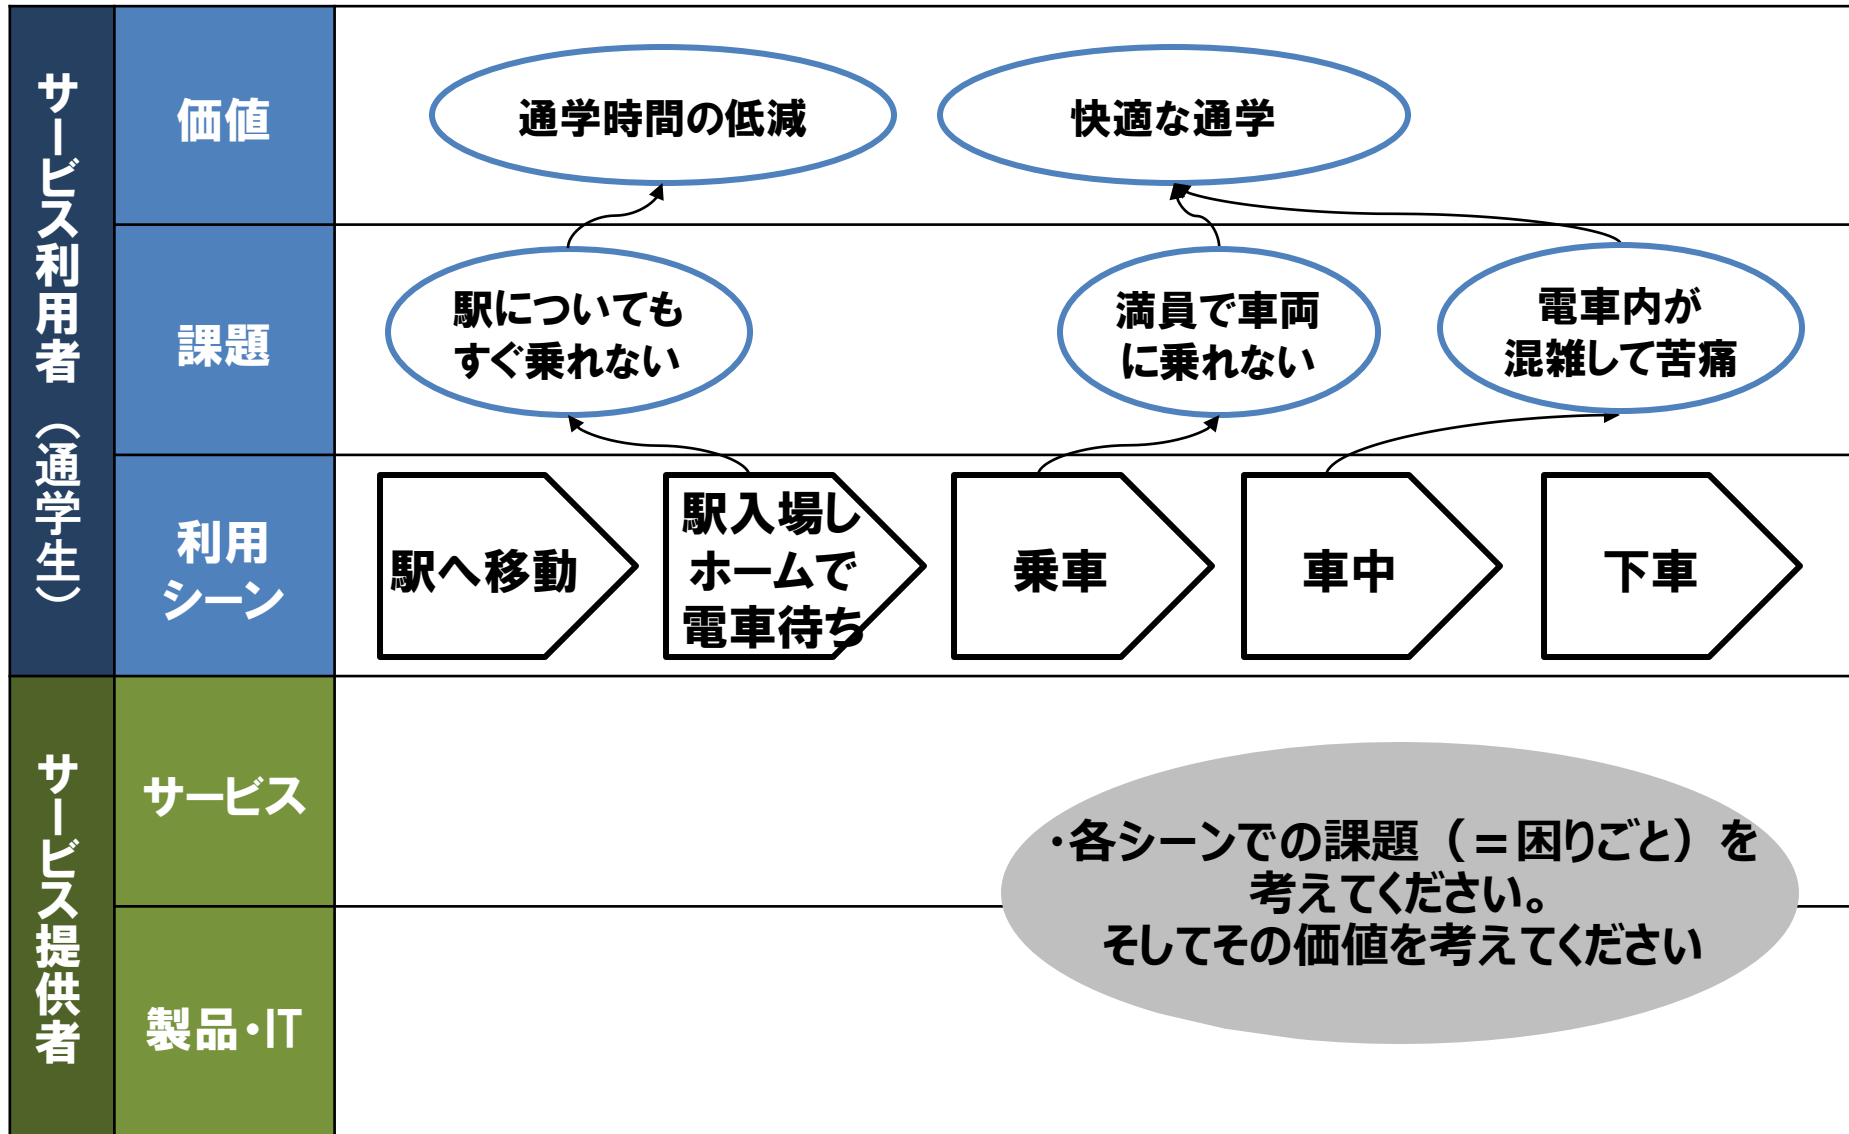 サービス利用者（通学生）
価値
通学時間の低減
快適な通学
課題
駅についても
すぐ乗れない
満員で車両
に乗れない
電車内が
混雑して苦痛
利用
シーン
駅へ移動
駅入場し
ホームで
電車待ち
乗車
車中
下車
サービス提供者
サービス
製品・IT
・各シーンでの課題（＝困りごと）を
考えてください。
そしてその価値を考えてください